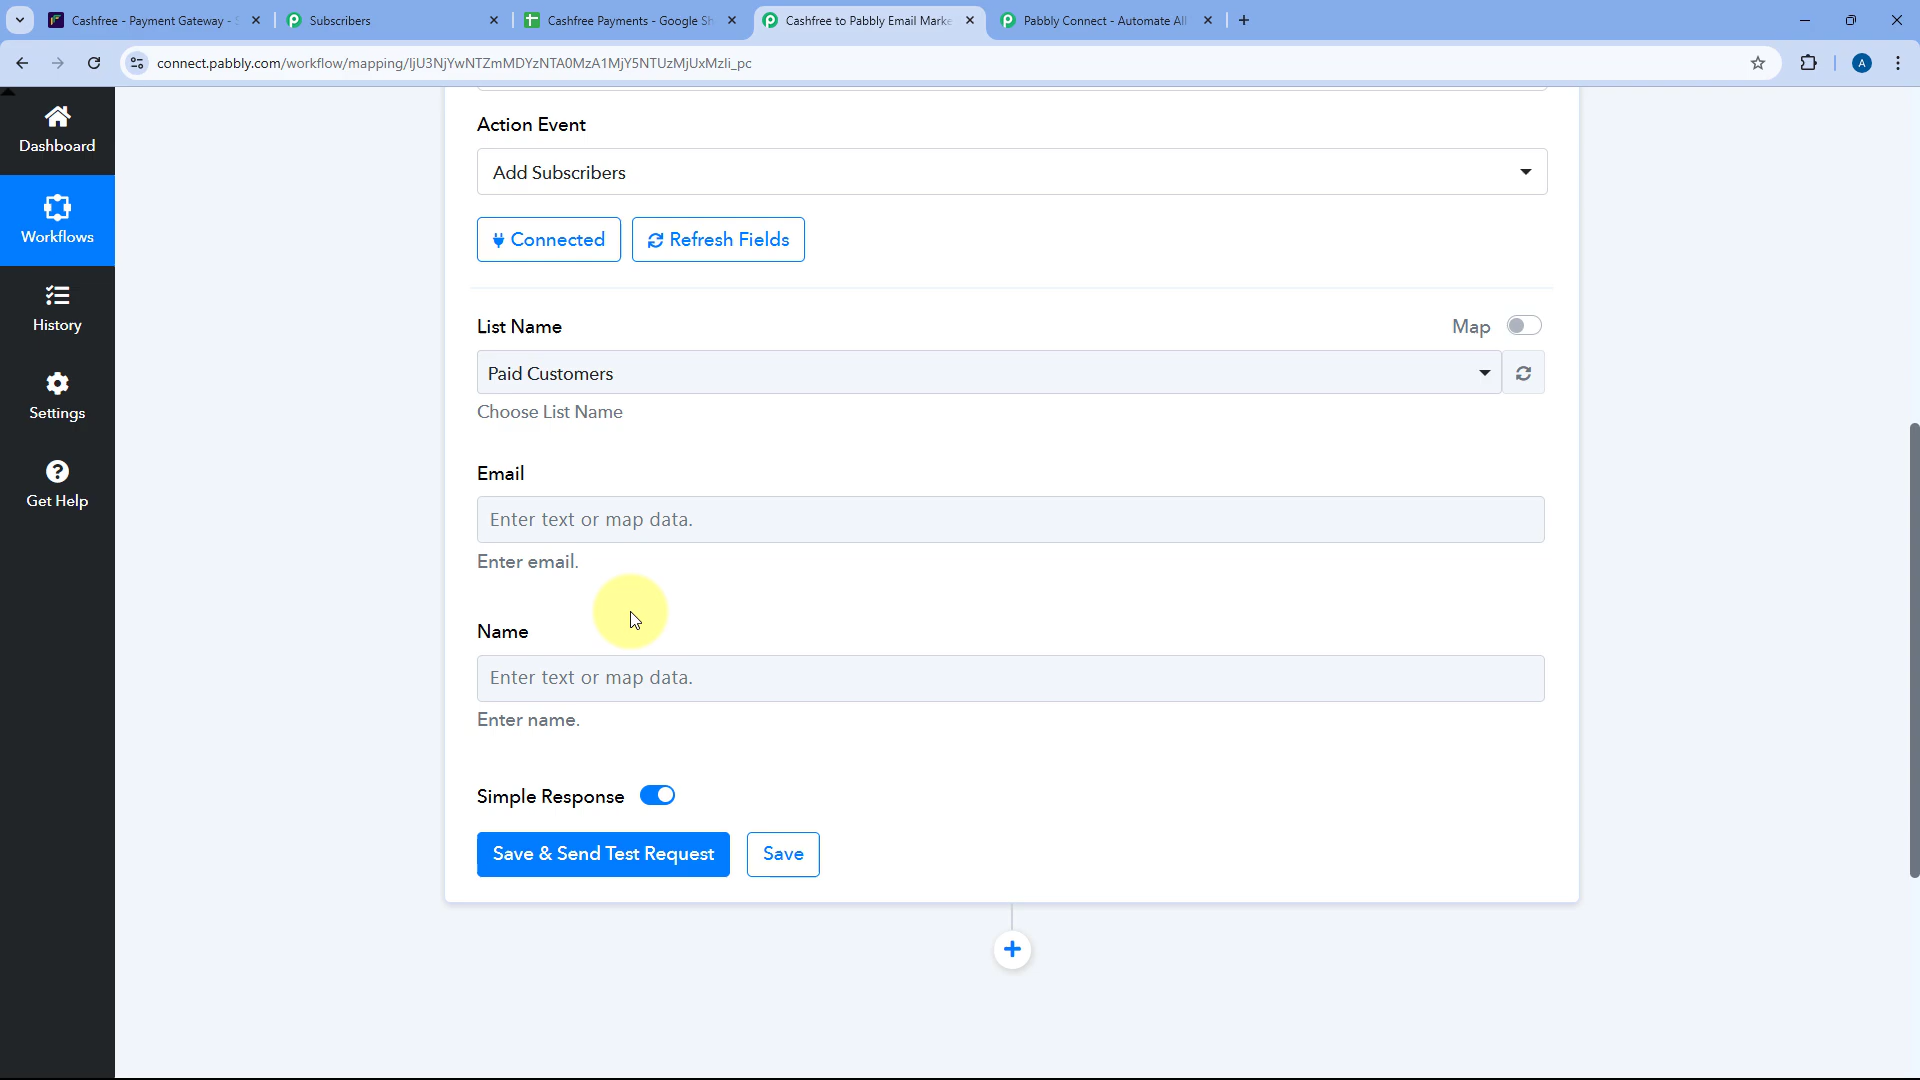 Cashfree - Payment Gateway - S
Subscribers
Cashfree Payments - Google Sh
Cashfree to Pabbly Email Marke
Pabbly Connect - Automate All
connect.pabbly.com/workflow/mapping/IjU3NjYwNTZmMDYzNTA0MzA1MjY5NTUzMjUxMzIi_pc
A
Dashboard
Workflows
History
Settings
Get Help
Action Event
Add Subscribers
Connected
Refresh Fields
List Name
Map
Paid Customers
Choose List Name
Email
Enter text or map data.
Enter email.
Name
Enter text or map data.
Enter name.
Simple Response
Save & Send Test Request
Save